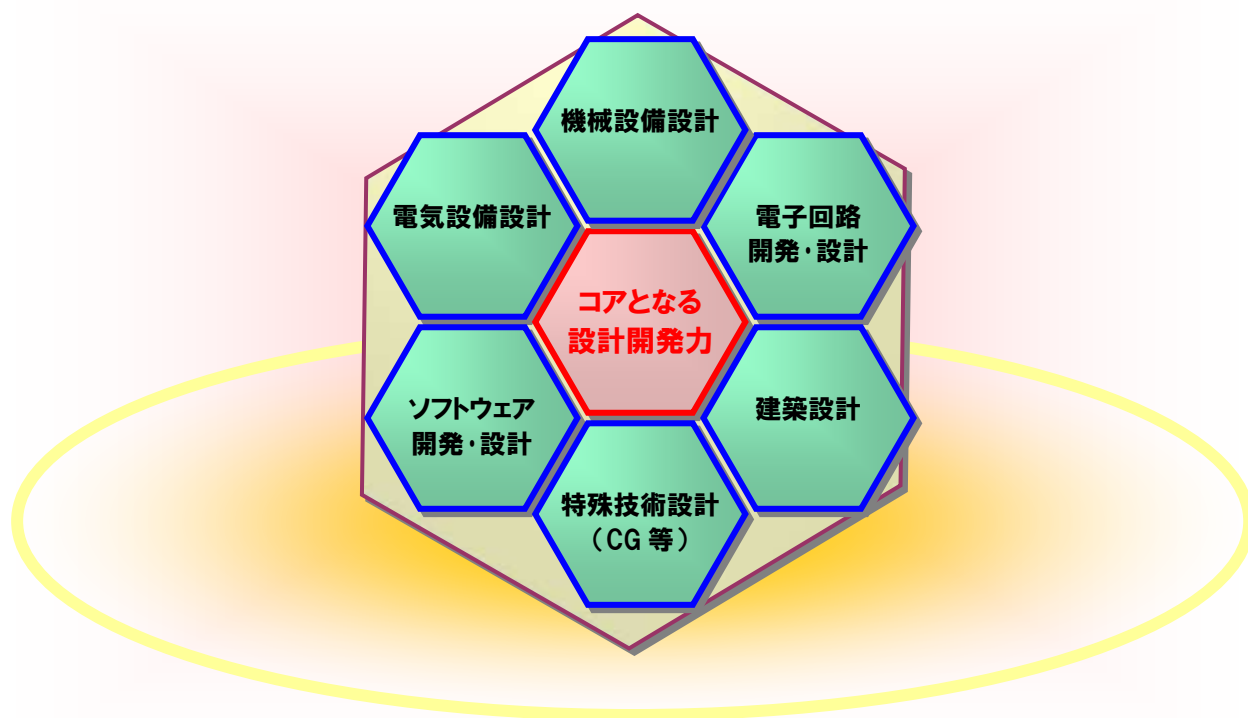 機械設備設計
電気設備設計
電子回路
開発・設計
コアとなる
設計開発力
ソフトウェア
開発・設計
建築設計
特殊技術設計
（CG 等）